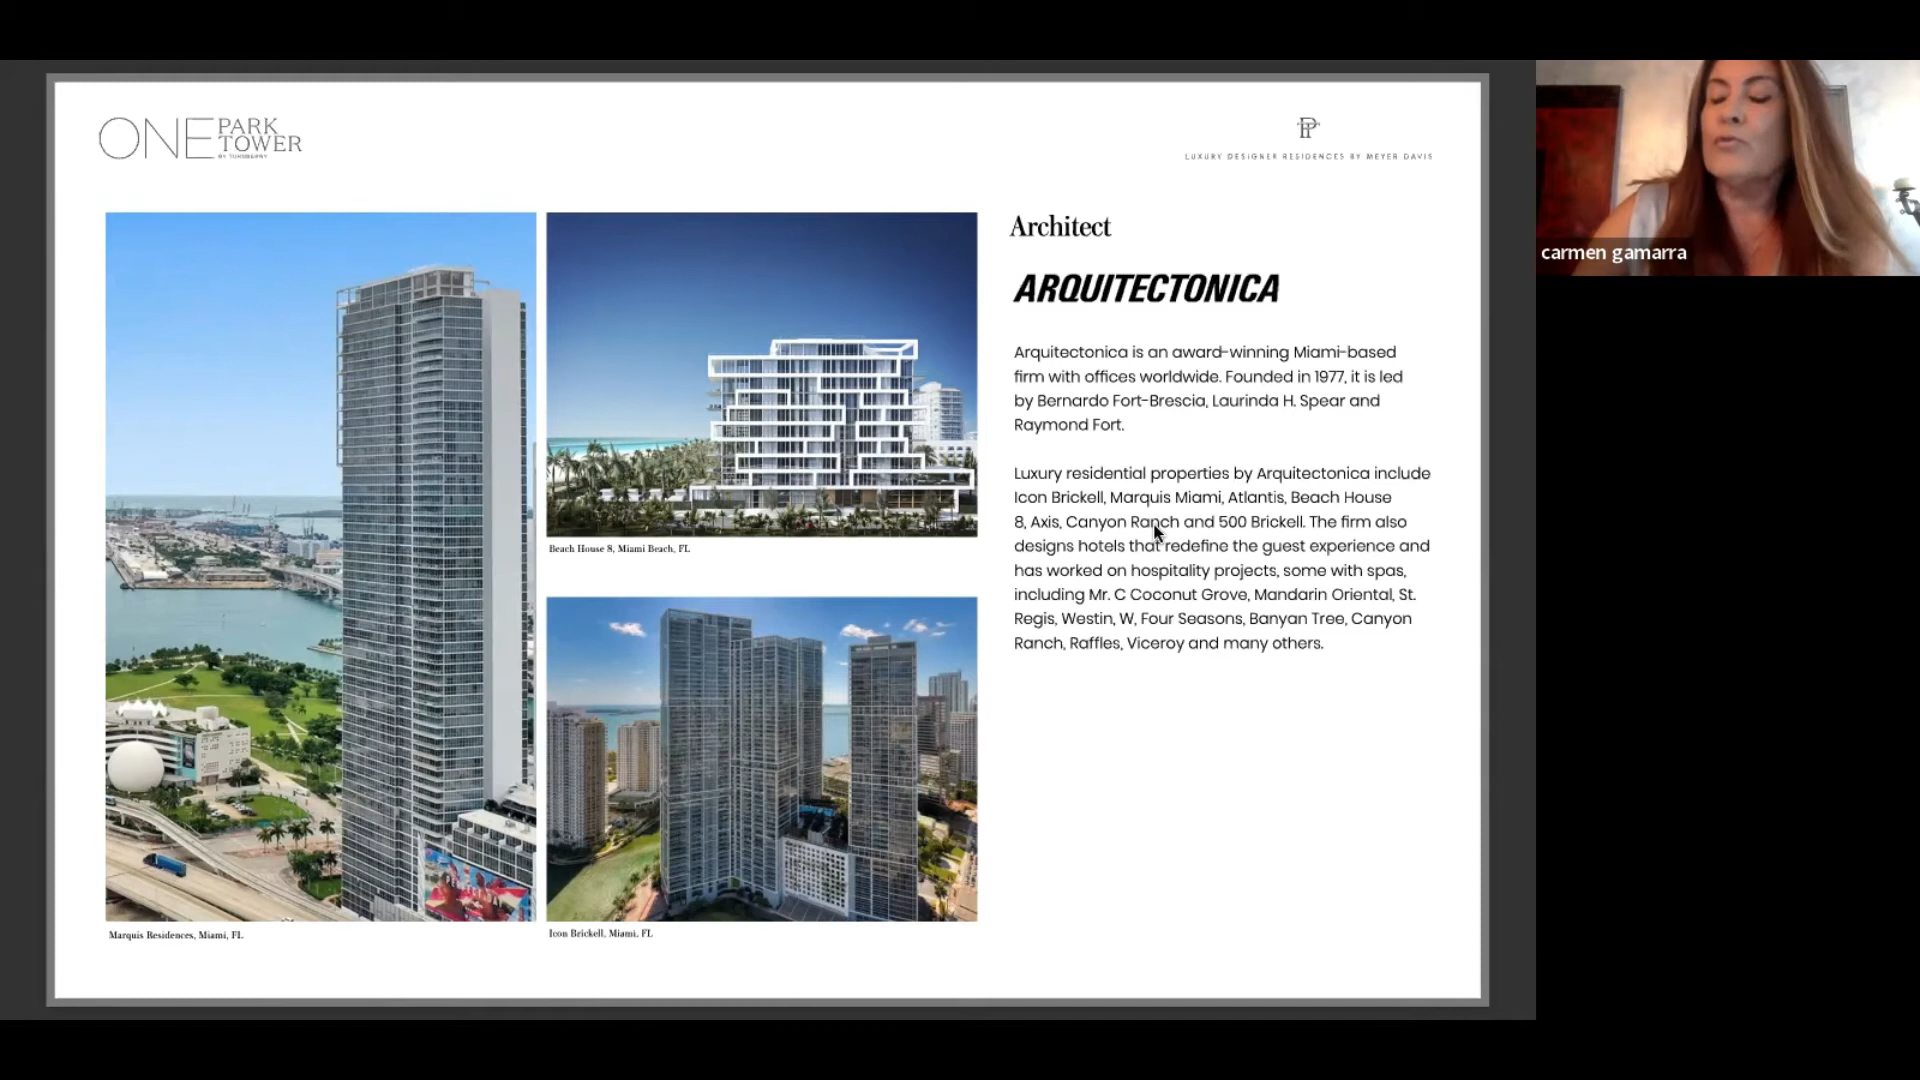 ONE PARK TOWER
BY TURNBERRY
LUXURY DESIGNER RESIDENCES BY MEYER DAVIS
carmen gamarra
Architect
ARQUITECTONICA
Arquitectonica is an award-winning Miami-based
firm with offices worldwide. Founded in 1977, it is led
by Bernardo Fort-Brescia, Laurinda H. Spear and
Raymond Fort.
Luxury residential properties by Arquitectonica include
Icon Brickell, Marquis Miami, Atlantis, Beach House
8, Axis, Canyon Ranch and 500 Brickell. The firm also
designs hotels that redefine the guest experience and
has worked on hospitality projects, some with spas,
including Mr. C Coconut Grove, Mandarin Oriental, St.
Regis, Westin, W, Four Seasons, Banyan Tree, Canyon
Ranch, Raffles, Viceroy and many others.
Beach House 8, Miami Beach, FL
Marquis Residences, Miami, FL
Icon Brickell, Miami, FL